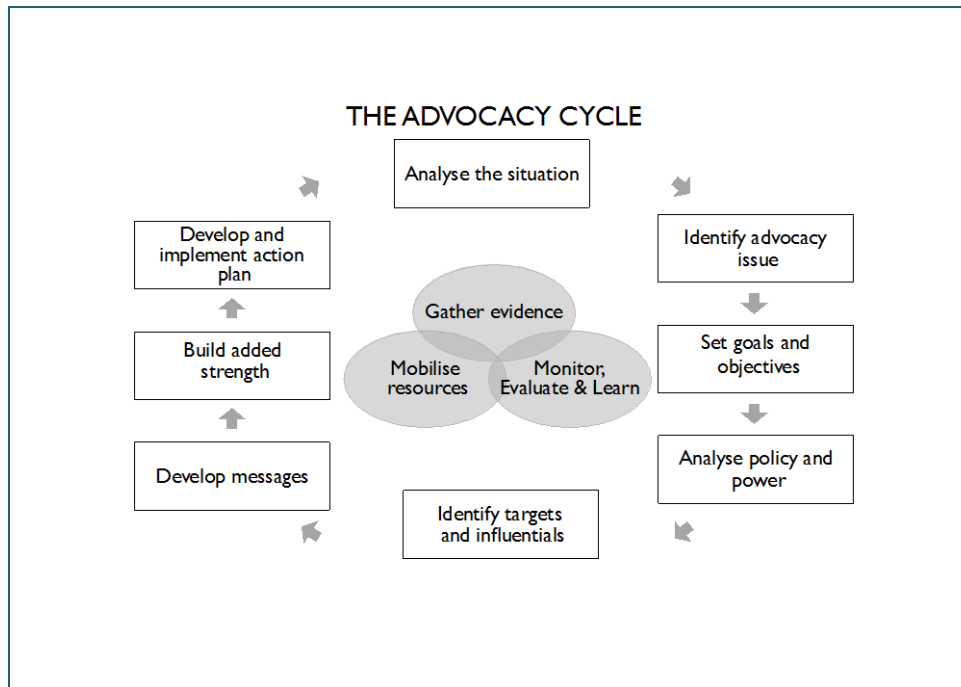 THE ADVOCACY CYCLE
Analyse the situation
Identify advocacy
issue
Set goals and
objectives
Analyse policy and
power
Identify targets
and influentials
Develop messages
Build added
strength
Develop and
implement action
plan
Gather evidence
Mobilise
resources
Monitor,
Evaluate & Learn